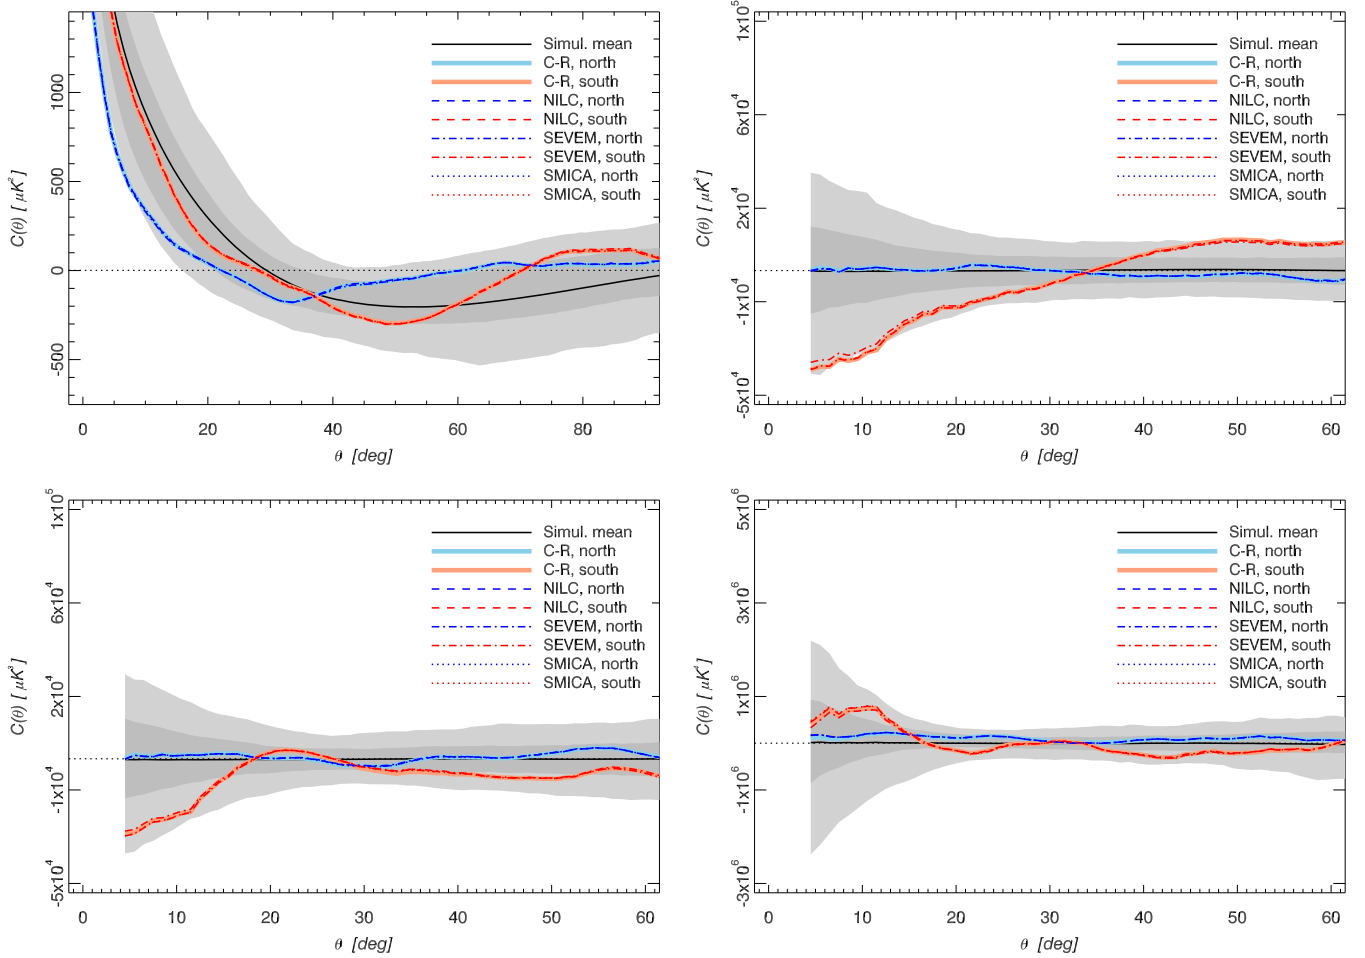 C(θ) [ μK²]
1000
500
0
-500
Simul. mean
C-R, north
C-R, south
NILC, north
NILC, south
SEVEM, north
SEVEM, south
SMICA, north
SMICA, south
0 20 40 60 80
θ [deg]
C(θ) [ μK³]
1x10⁵
6x10⁴
2x10⁴
-1x10⁴
-5x10⁴
Simul. mean
C-R, north
C-R, south
NILC, north
NILC, south
SEVEM, north
SEVEM, south
SMICA, north
SMICA, south
0 10 20 30 40 50 60
θ [deg]
C(θ) [ μK³]
1x10⁵
6x10⁴
2x10⁴
-1x10⁴
-5x10⁴
Simul. mean
C-R, north
C-R, south
NILC, north
NILC, south
SEVEM, north
SEVEM, south
SMICA, north
SMICA, south
0 10 20 30 40 50 60
θ [deg]
C(θ) [ μK⁴]
5x10⁶
3x10⁶
1x10⁶
-1x10⁶
-3x10⁶
Simul. mean
C-R, north
C-R, south
NILC, north
NILC, south
SEVEM, north
SEVEM, south
SMICA, north
SMICA, south
0 10 20 30 40 50 60
θ [deg]